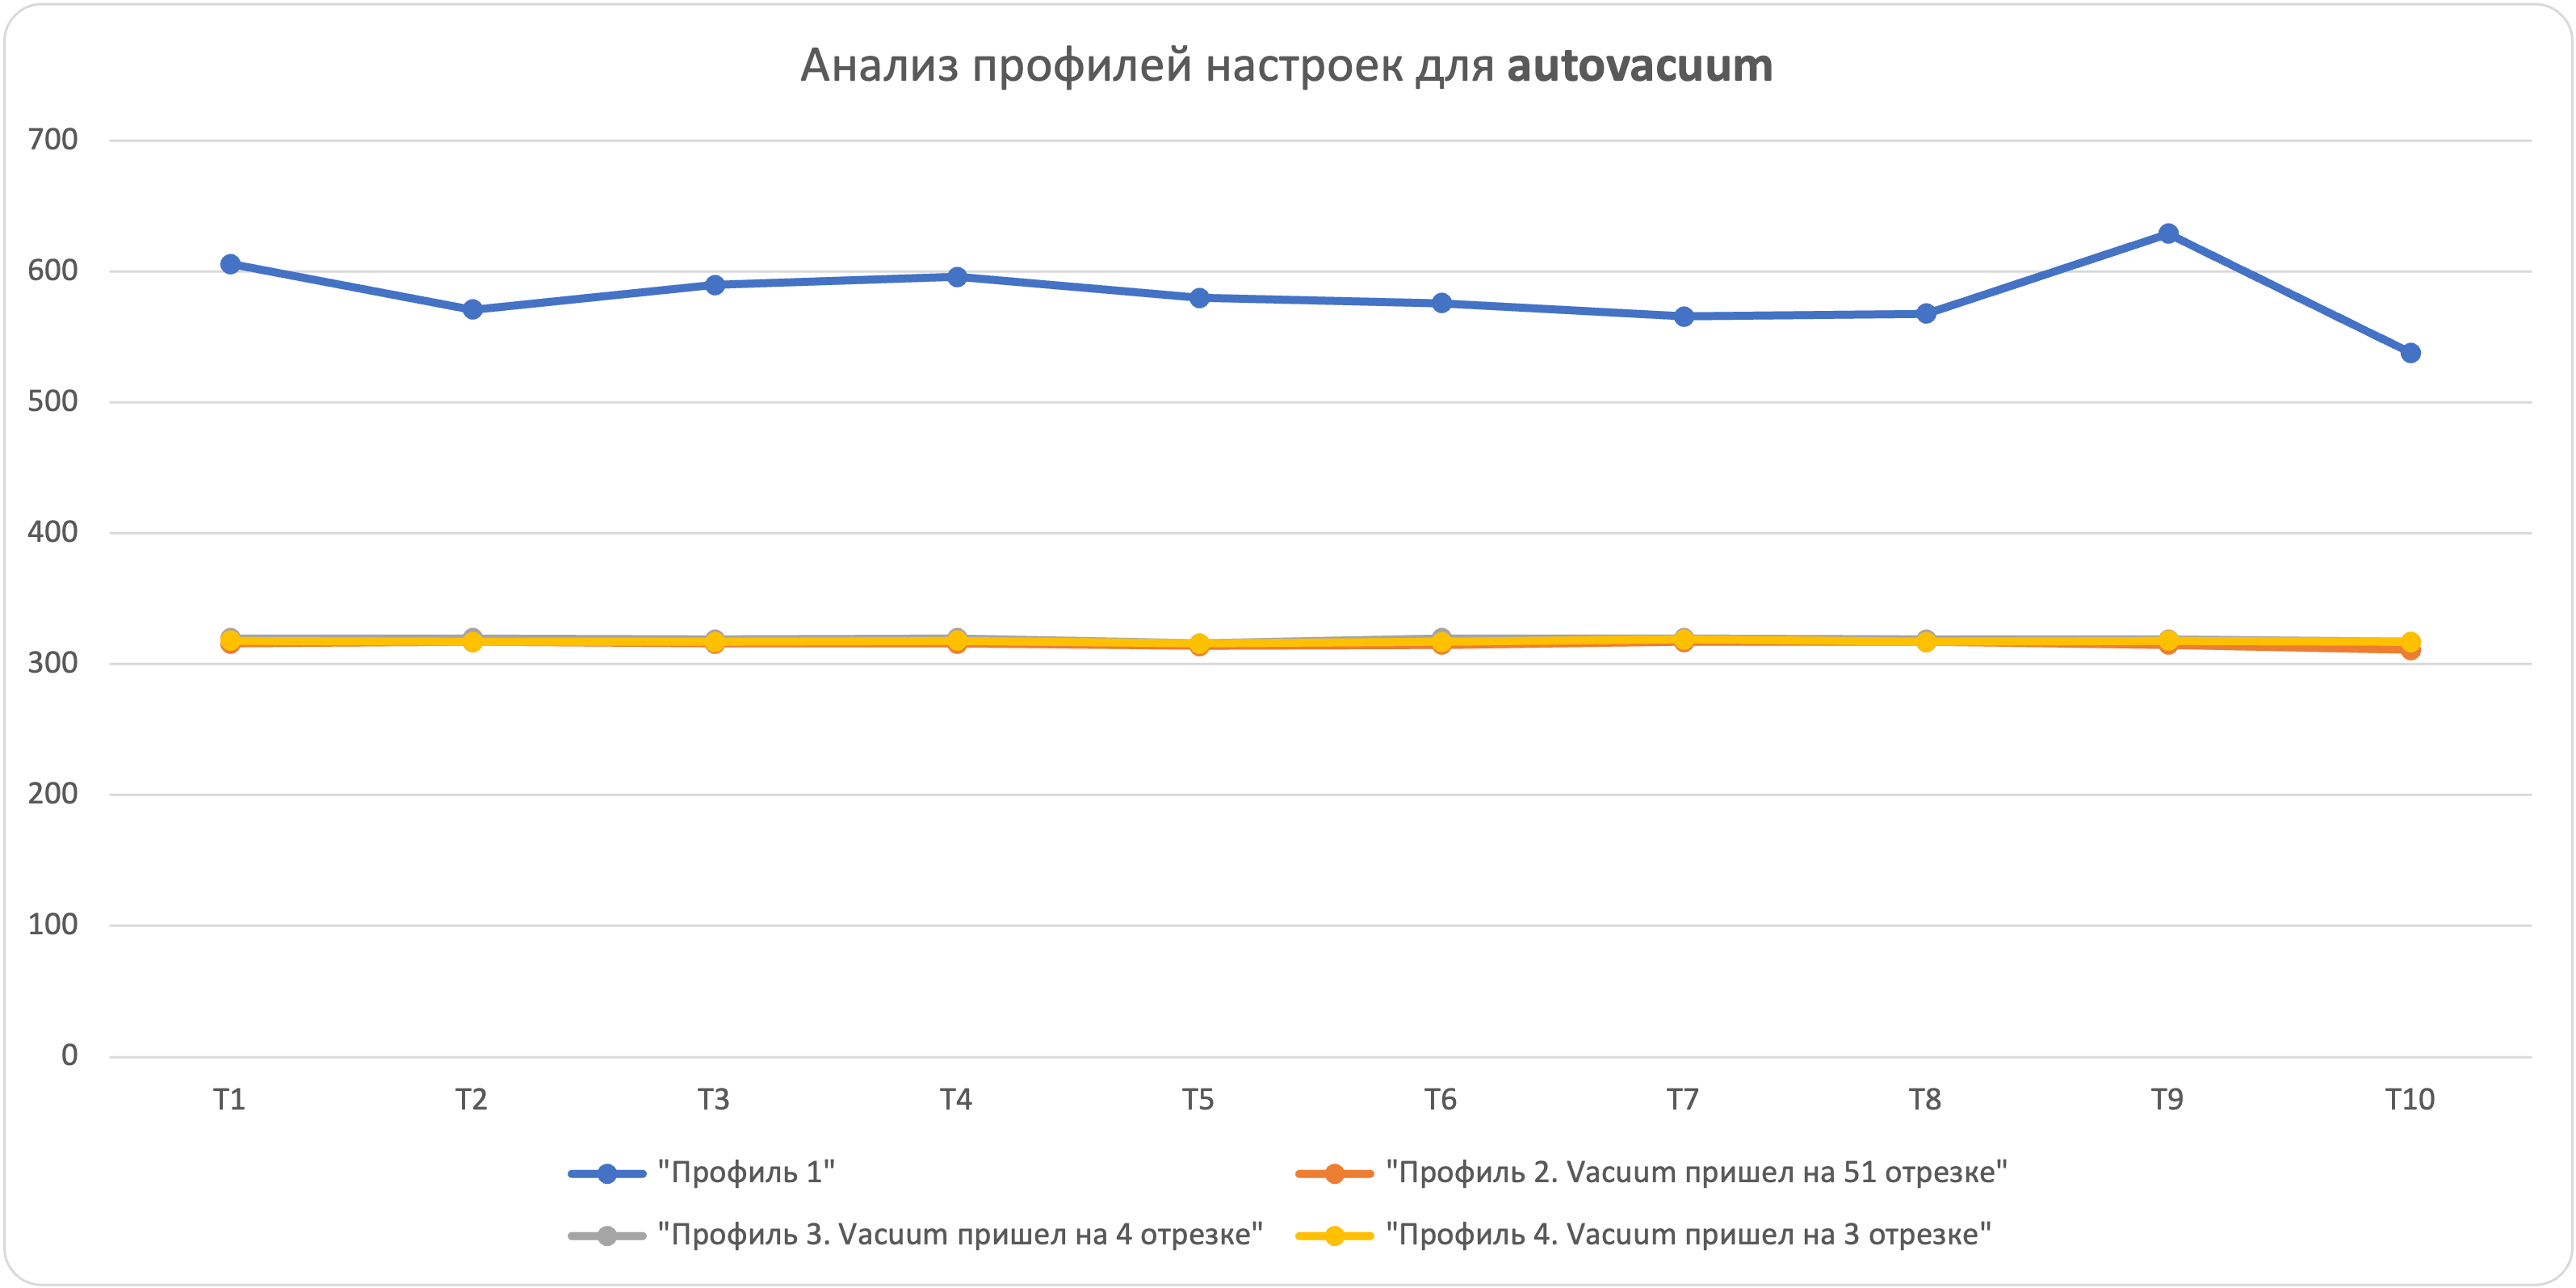 Анализ профилей настроек для autovacuum
700
600
500
400
300
200
100
0
T1 T2 T3 T4 T5 T6 T7 T8 T9 T10
"Профиль 1" "Профиль 2. Vacuum пришел на 51 отрезке"
"Профиль 3. Vacuum пришел на 4 отрезке" "Профиль 4. Vacuum пришел на 3 отрезке"